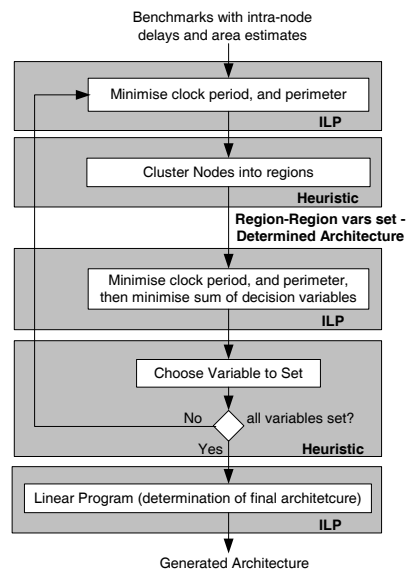 Benchmarks with intra-node
delays and area estimates
Minimise clock period, and perimeter
ILP
Cluster Nodes into regions
Heuristic
Region-Region vars set -
Determined Architecture
Minimise clock period, and perimeter,
then minimise sum of decision variables
ILP
Choose Variable to Set
No
all variables set?
Yes
Heuristic
Linear Program (determination of final architetcure)
ILP
Generated Architecture